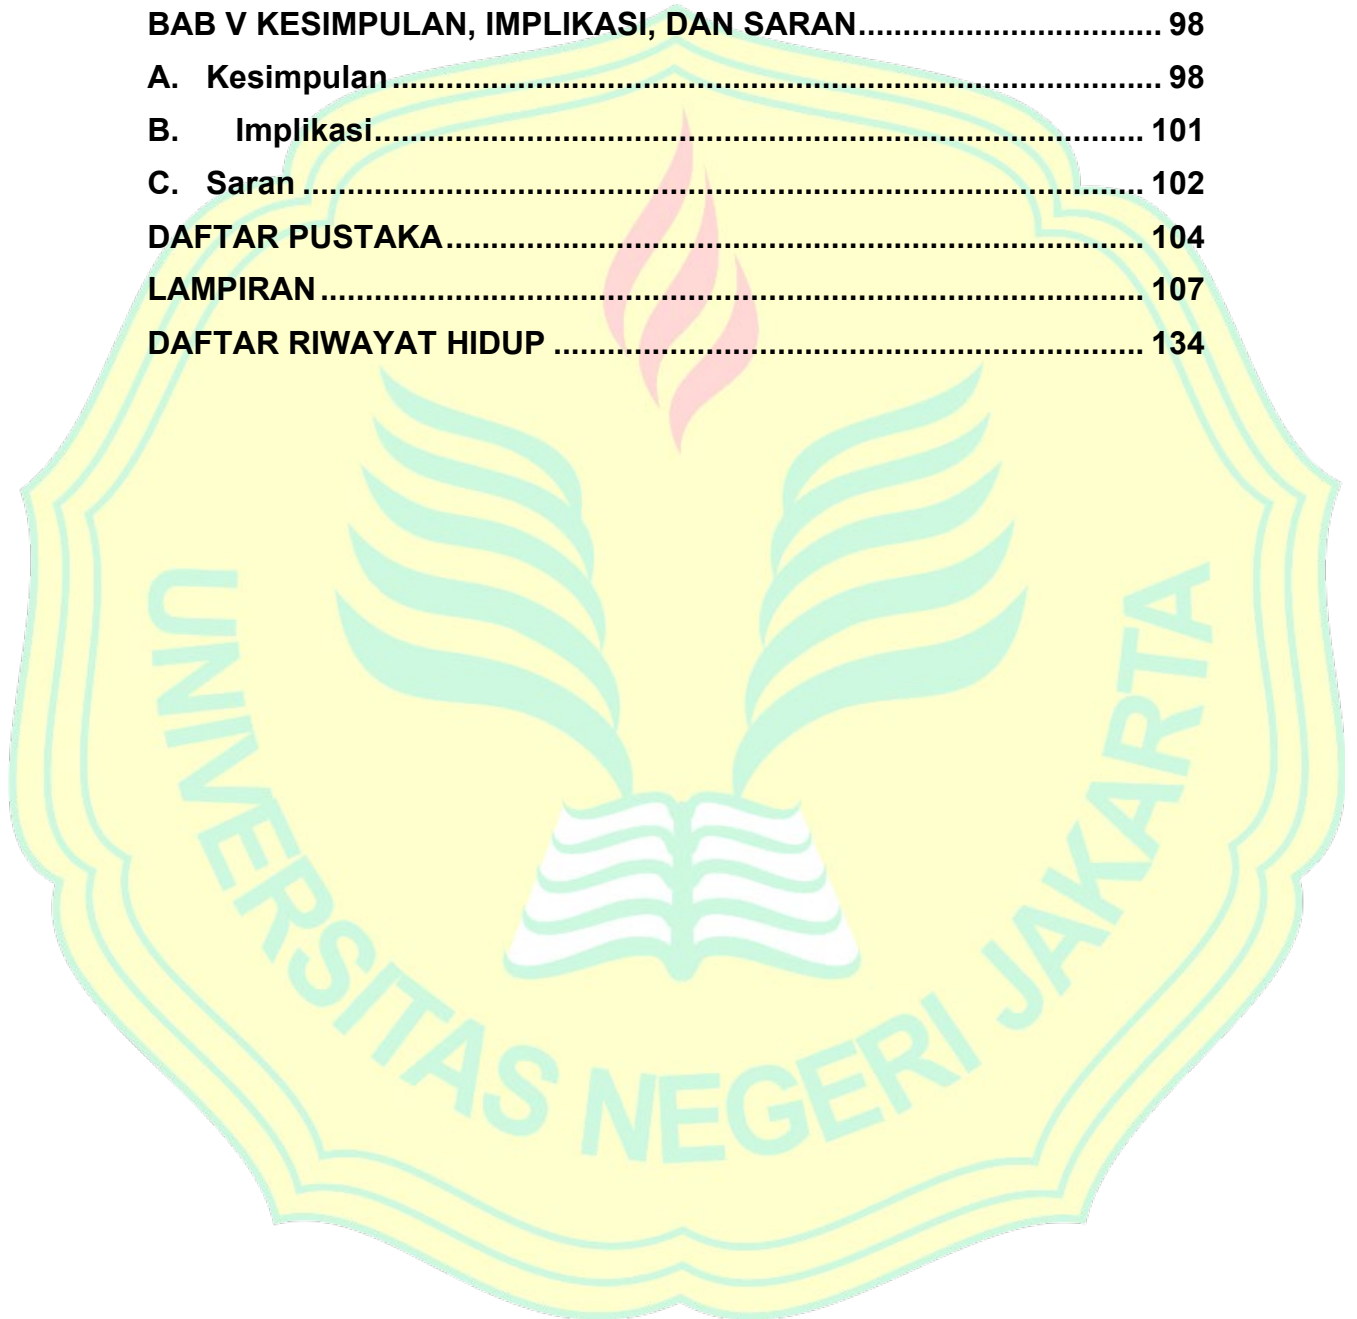 BAB V KESIMPULAN, IMPLIKASI, DAN SARAN.................................. 98
A. Kesimpulan....................................................................................... 98
B. Implikasi....................................................................................... 101
C. Saran ............................................................................................... 102
DAFTAR PUSTAKA............................................................................... 104
LAMPIRAN............................................................................................. 107
DAFTAR RIWAYAT HIDUP ................................................................... 134
UNIVERSITAS NEGERI JAKARTA